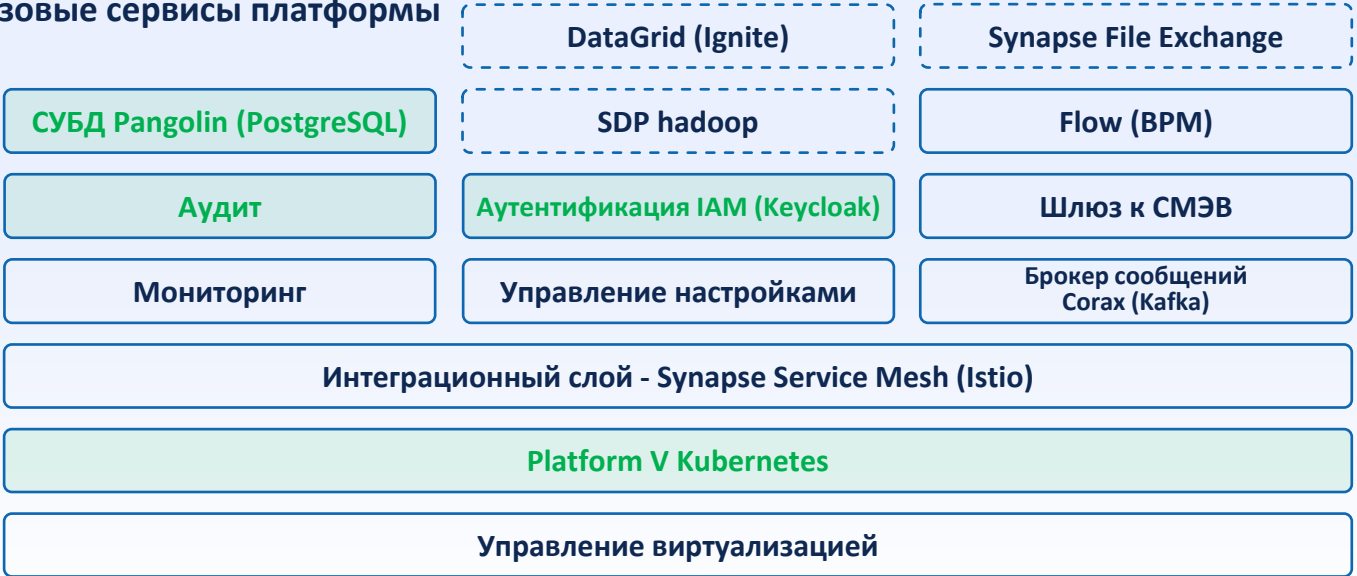 зовые сервисы платформы
DataGrid (Ignite)
Synapse File Exchange
СУБД Pangolin (PostgreSQL)
SDP hadoop
Flow (BPM)
Аудит
Аутентификация IAM (Keycloak)
Шлюз к СМЭВ
Мониторинг
Управление настройками
Брокер сообщений
Corax (Kafka)
Интеграционный слой - Synapse Service Mesh (Istio)
Platform V Kubernetes
Управление виртуализацией